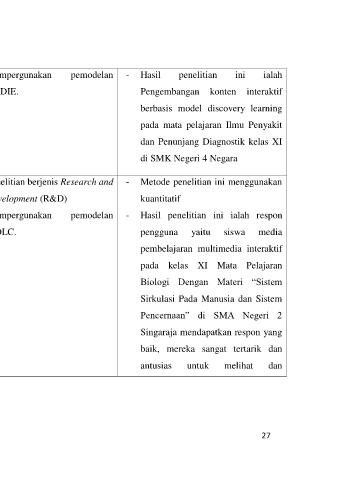 mpergunakan pemodelan
DIE.
- Hasil penelitian ini ialah
Pengembangan konten interaktif
berbasis model discovery learning
pada mata pelajaran Ilmu Penyakit
dan Penunjang Diagnostik kelas XI
di SMK Negeri 4 Negara
elitian berjenis Research and
velopment (R&D)
mpergunakan pemodelan
DLC.
- Metode penelitian ini menggunakan
kuantitatif
- Hasil penelitian ini ialah respon
pengguna yaitu siswa media
pembelajaran multimedia interaktif
pada kelas XI Mata Pelajaran
Biologi Dengan Materi “Sistem
Sirkulasi Pada Manusia dan Sistem
Pencernaan” di SMA Negeri 2
Singaraja mendapatkan respon yang
baik, mereka sangat tertarik dan
antusias untuk melihat dan
27